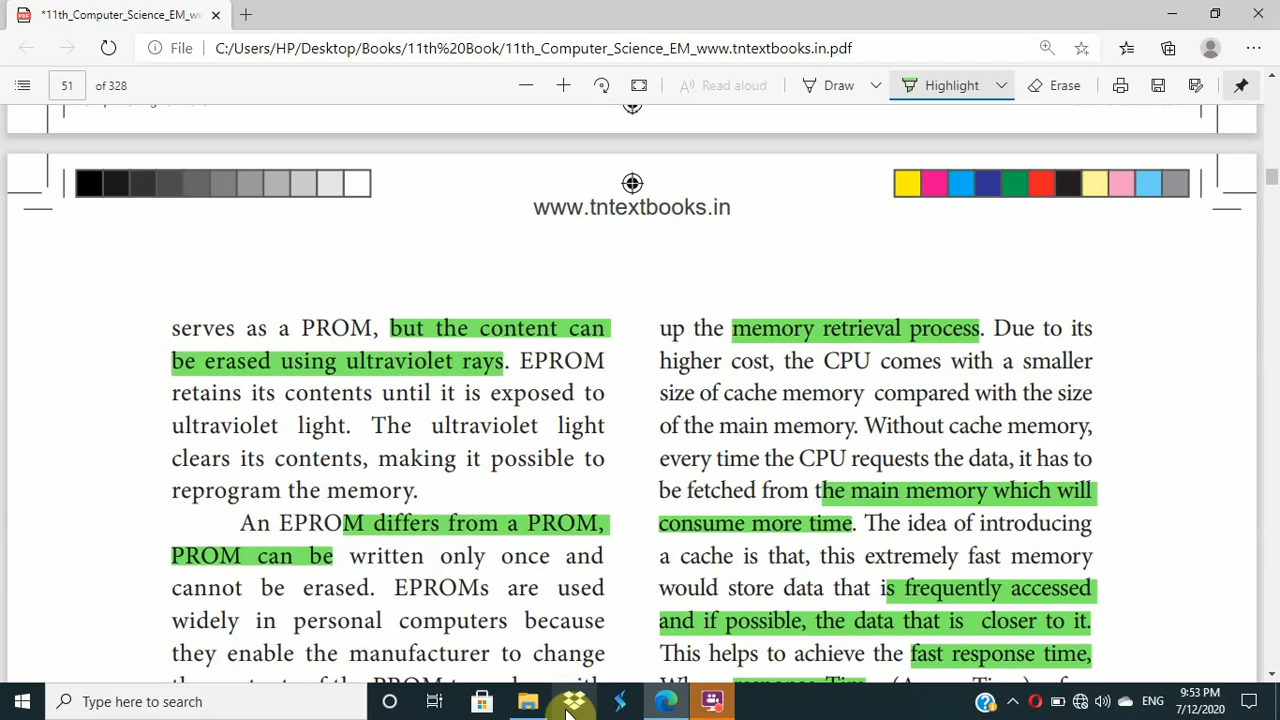 *11th_Computer_Science_EM_w
File
C:/Users/HP/Desktop/Books/11th%20Book/11th_Computer_Science_EM_www.tntextbooks.in.pdf
51 of 328
Read aloud
Draw
Highlight
Erase
www.tntextbooks.in
serves as a PROM, but the content can
be erased using ultraviolet rays. EPROM
retains its contents until it is exposed to
ultraviolet light. The ultraviolet light
clears its contents, making it possible to
reprogram the memory.
An EPROM differs from a PROM,
PROM can be written only once and
cannot be erased. EPROMs are used
widely in personal computers because
they enable the manufacturer to change
up the memory retrieval process. Due to its
higher cost, the CPU comes with a smaller
size of cache memory compared with the size
of the main memory. Without cache memory,
every time the CPU requests the data, it has to
be fetched from the main memory which will
consume more time. The idea of introducing
a cache is that, this extremely fast memory
would store data that is frequently accessed
and if possible, the data that is closer to it.
This helps to achieve the fast response time,
Type here to search
ENG
9:53 PM
7/12/2020